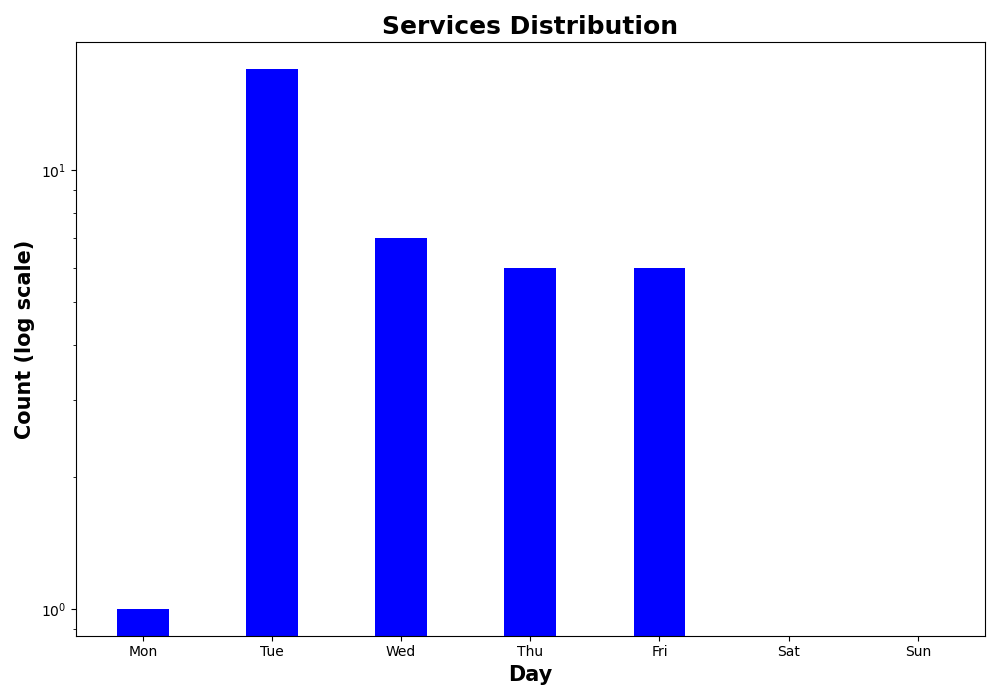 Services Distribution
Count (log scale)
10¹
10⁰
Mon Tue Wed Thu Fri Sat Sun
Day